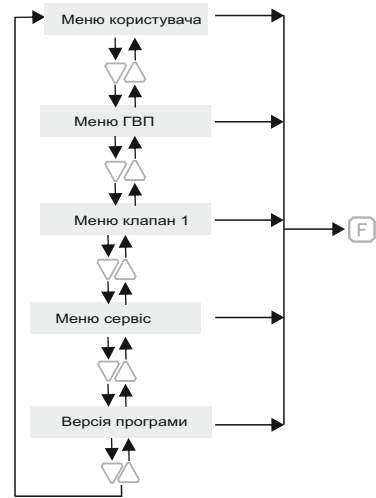 Меню користувача
Меню ГВП
Меню клапан 1
F
Меню сервіс
Версія програми